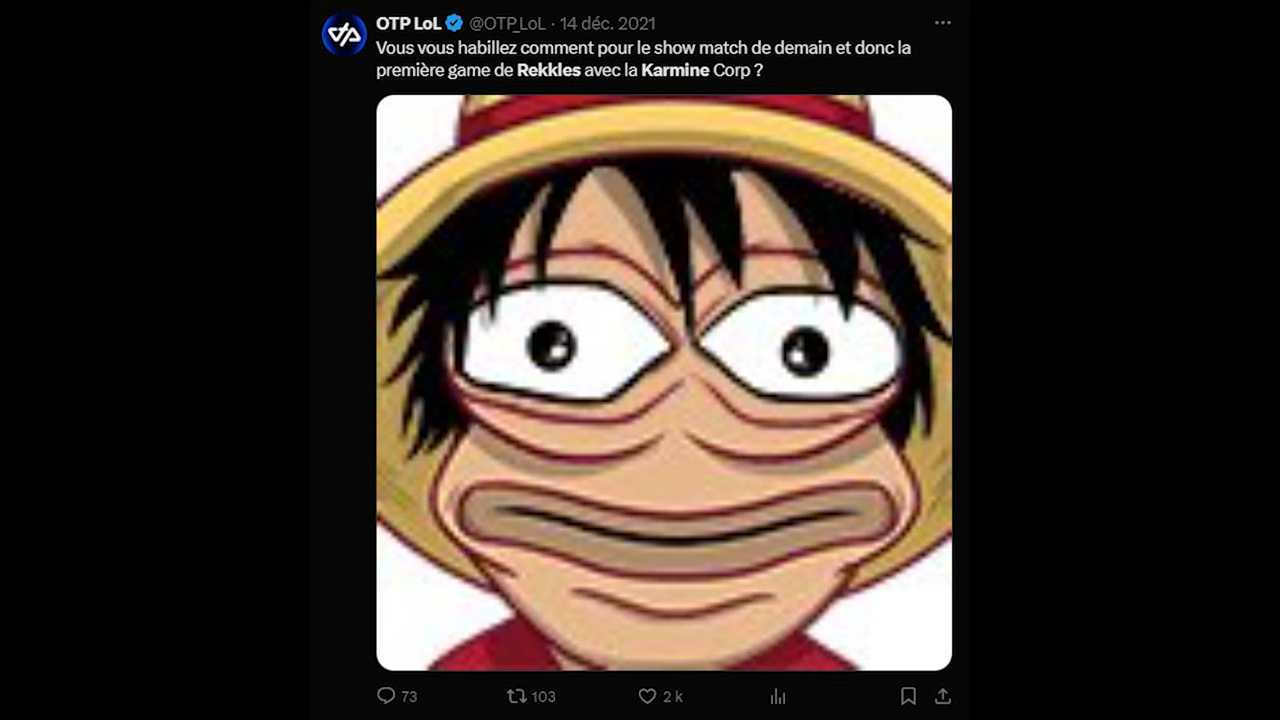 OTP LoL @OTP_LoL · 14 déc. 2021
Vous vous habillez comment pour le show match de demain et donc la
première game de Rekkles avec la Karmine Corp ?
73 103 2 k